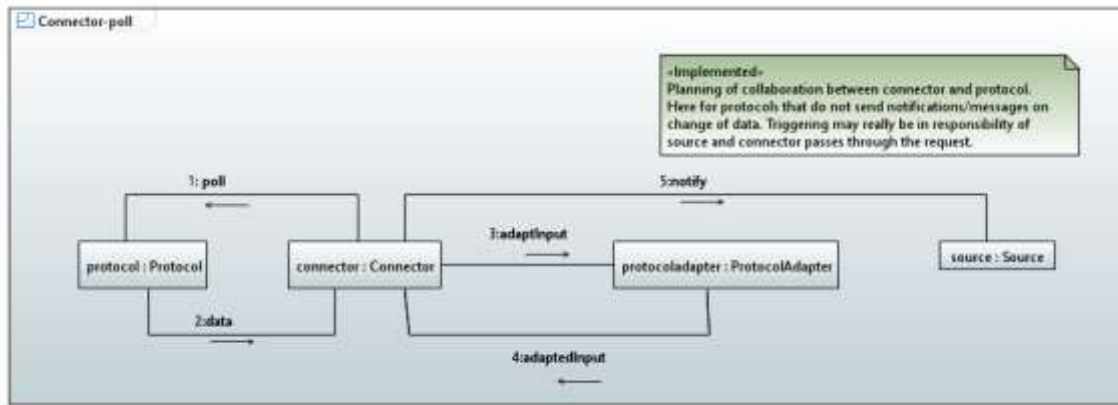 Connector-poll
«Implemented»
Planning of collaboration between connector and protocol.
Here for protocols that do not send notifications/messages on
change of data. Triggering may really be in responsibility of
source and connector passes through the request.
1: poll
5:notify
3:adaptInput
protocol : Protocol
connector : Connector
protocoladapter : ProtocolAdapter
source : Source
2:data
4:adaptedInput